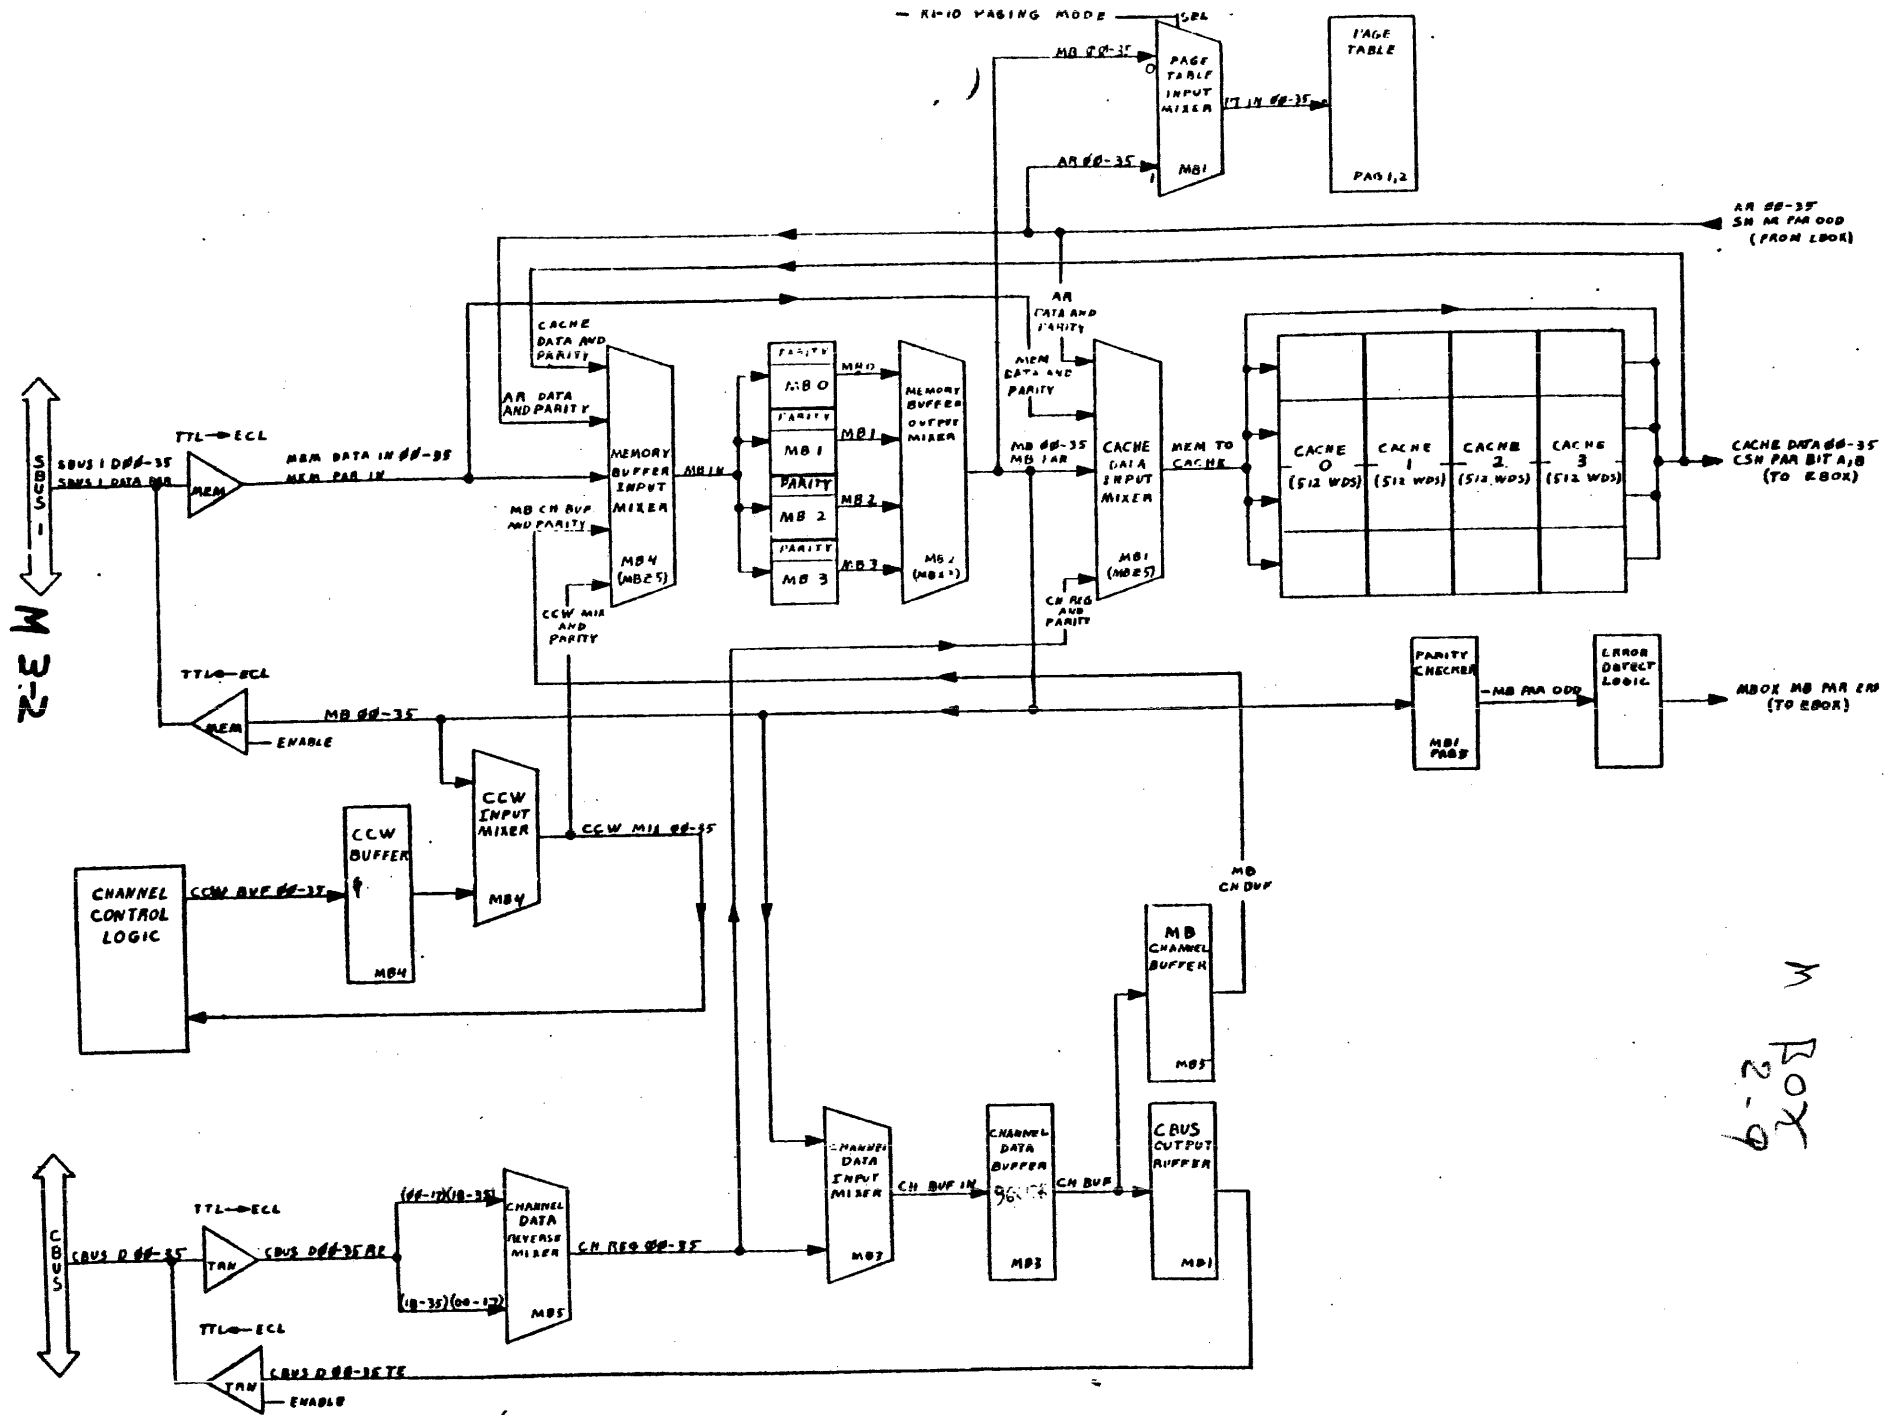 - KI-10 PAGING MODE
SEL
MB 00-35
0
PAGE
TABLE
INPUT
MIXER
MB1
PT IN 00-35
PAGE
TABLE
PAG 1,2
AR 00-35
1
AR 00-35
SH AR PAR ODD
(FROM EBOX)
CACHE
DATA AND
PARITY
AR DATA
AND PARITY
AR
DATA AND
PARITY
MEM
DATA AND
PARITY
SBUS 1
SBUS 1 D00-35
SBUS 1 DATA PAR
TTL→ECL
MEM
MEM DATA IN 00-35
MEM PAR IN
MB CH BUF
AND PARITY
MEMORY
BUFFER
INPUT
MIXER
MB4
(MBZ5)
MB IN
PARITY
MB 0
PARITY
MB 1
PARITY
MB 2
PARITY
MB 3
MB0
MB1
MB2
MB3
MEMORY
BUFFER
OUTPUT
MIXER
MB2
MB 00-35
MB PAR
CACHE
DATA
INPUT
MIXER
MB1
(MBZ5)
MEM TO
CACHE
CACHE
0
(512 WDS)
CACHE
1
(512 WDS)
CACHE
2
(512 WDS)
CACHE
3
(512 WDS)
CACHE DATA 00-35
CSH PAR BIT A,B
(TO EBOX)
CCW MIX
AND
PARITY
CH REG
AND
PARITY
M 3-2
TTL←ECL
MEM
ENABLE
MB 00-35
PARITY
CHECKER
MB1
PAG5
-MB PAR ODD
ERROR
DETECT
LOGIC
MBOX MB PAR ERR
(TO EBOX)
CCW
INPUT
MIXER
MB4
CCW MIX 00-35
CCW
BUFFER
MB4
CHANNEL
CONTROL
LOGIC
CCW BUF 00-35
MB
CH BUF
MB
CHANNEL
BUFFER
MB5
M BOX
2-9
CBUS
CBUS D 00-35
TTL→ECL
TRN
CBUS D00-35 RE
(00-17)(18-35)
(18-35)(00-17)
CHANNEL
DATA
REVERSE
MIXER
MB5
CH REG 00-35
CHANNEL
DATA
INPUT
MIXER
MB3
CH BUF IN
CHANNEL
DATA
BUFFER
MB3
CH BUF
CBUS
OUTPUT
BUFFER
MB1
TTL←ECL
TRN
CBUS D 00-35 TE
ENABLE